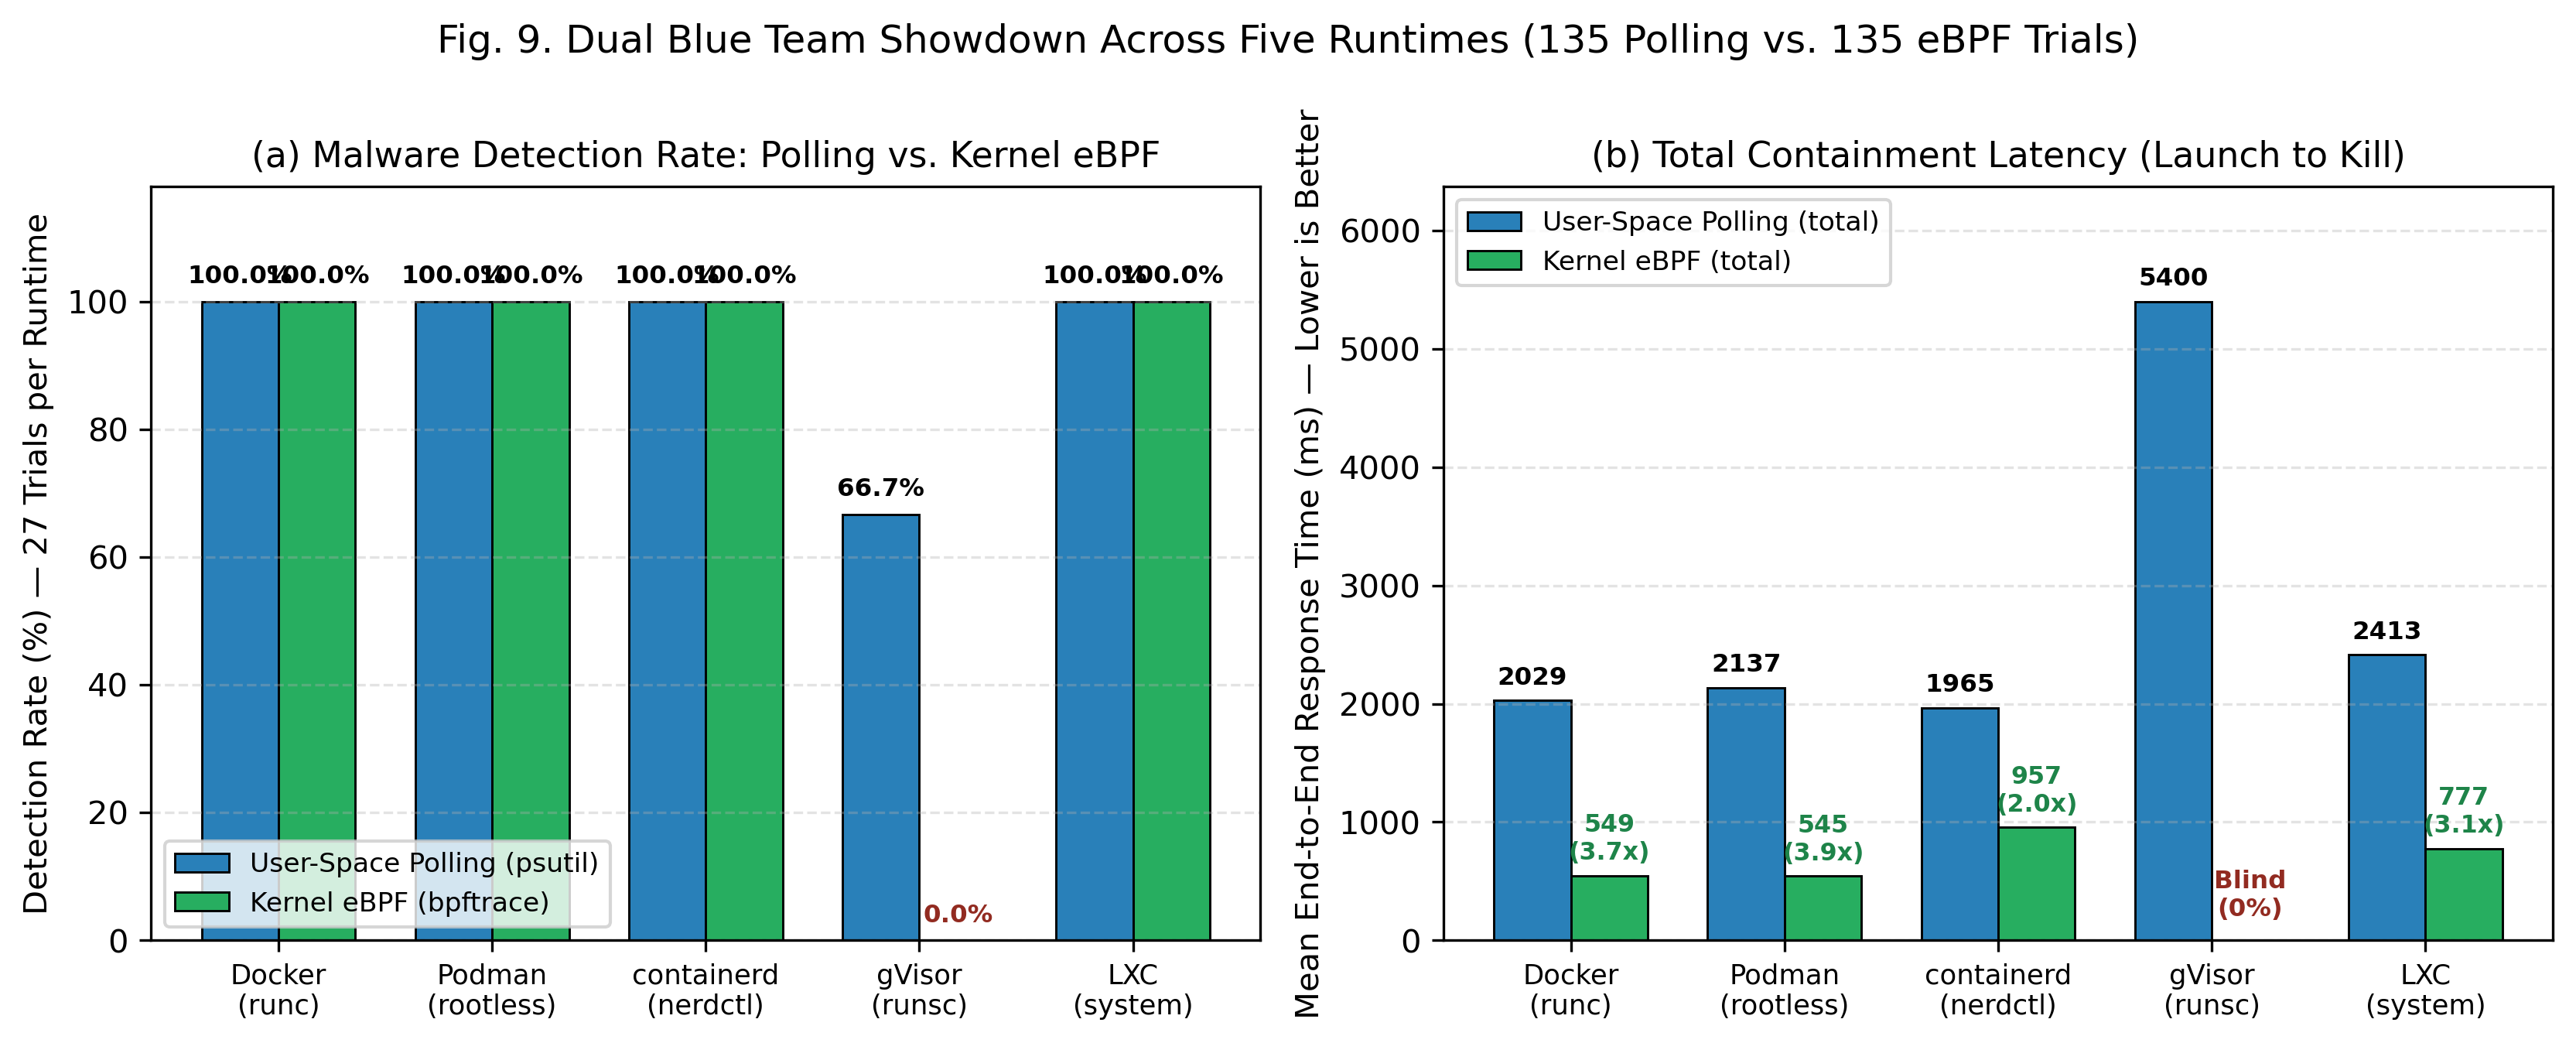 Fig. 9. Dual Blue Team Showdown Across Five Runtimes (135 Polling vs. 135 eBPF Trials)
(a) Malware Detection Rate: Polling vs. Kernel eBPF
Detection Rate (%) — 27 Trials per Runtime
100
80
60
40
20
0
100.0%
100.0%
100.0%
100.0%
100.0%
100.0%
66.7%
0.0%
100.0%
100.0%
User-Space Polling (psutil)
Kernel eBPF (bpftrace)
Docker
(runc)
Podman
(rootless)
containerd
(nerdctl)
gVisor
(runsc)
LXC
(system)
(b) Total Containment Latency (Launch to Kill)
Mean End-to-End Response Time (ms) — Lower is Better
6000
5000
4000
3000
2000
1000
0
User-Space Polling (total)
Kernel eBPF (total)
2029
549
(3.7x)
2137
545
(3.9x)
1965
957
(2.0x)
5400
Blind
(0%)
2413
777
(3.1x)
Docker
(runc)
Podman
(rootless)
containerd
(nerdctl)
gVisor
(runsc)
LXC
(system)